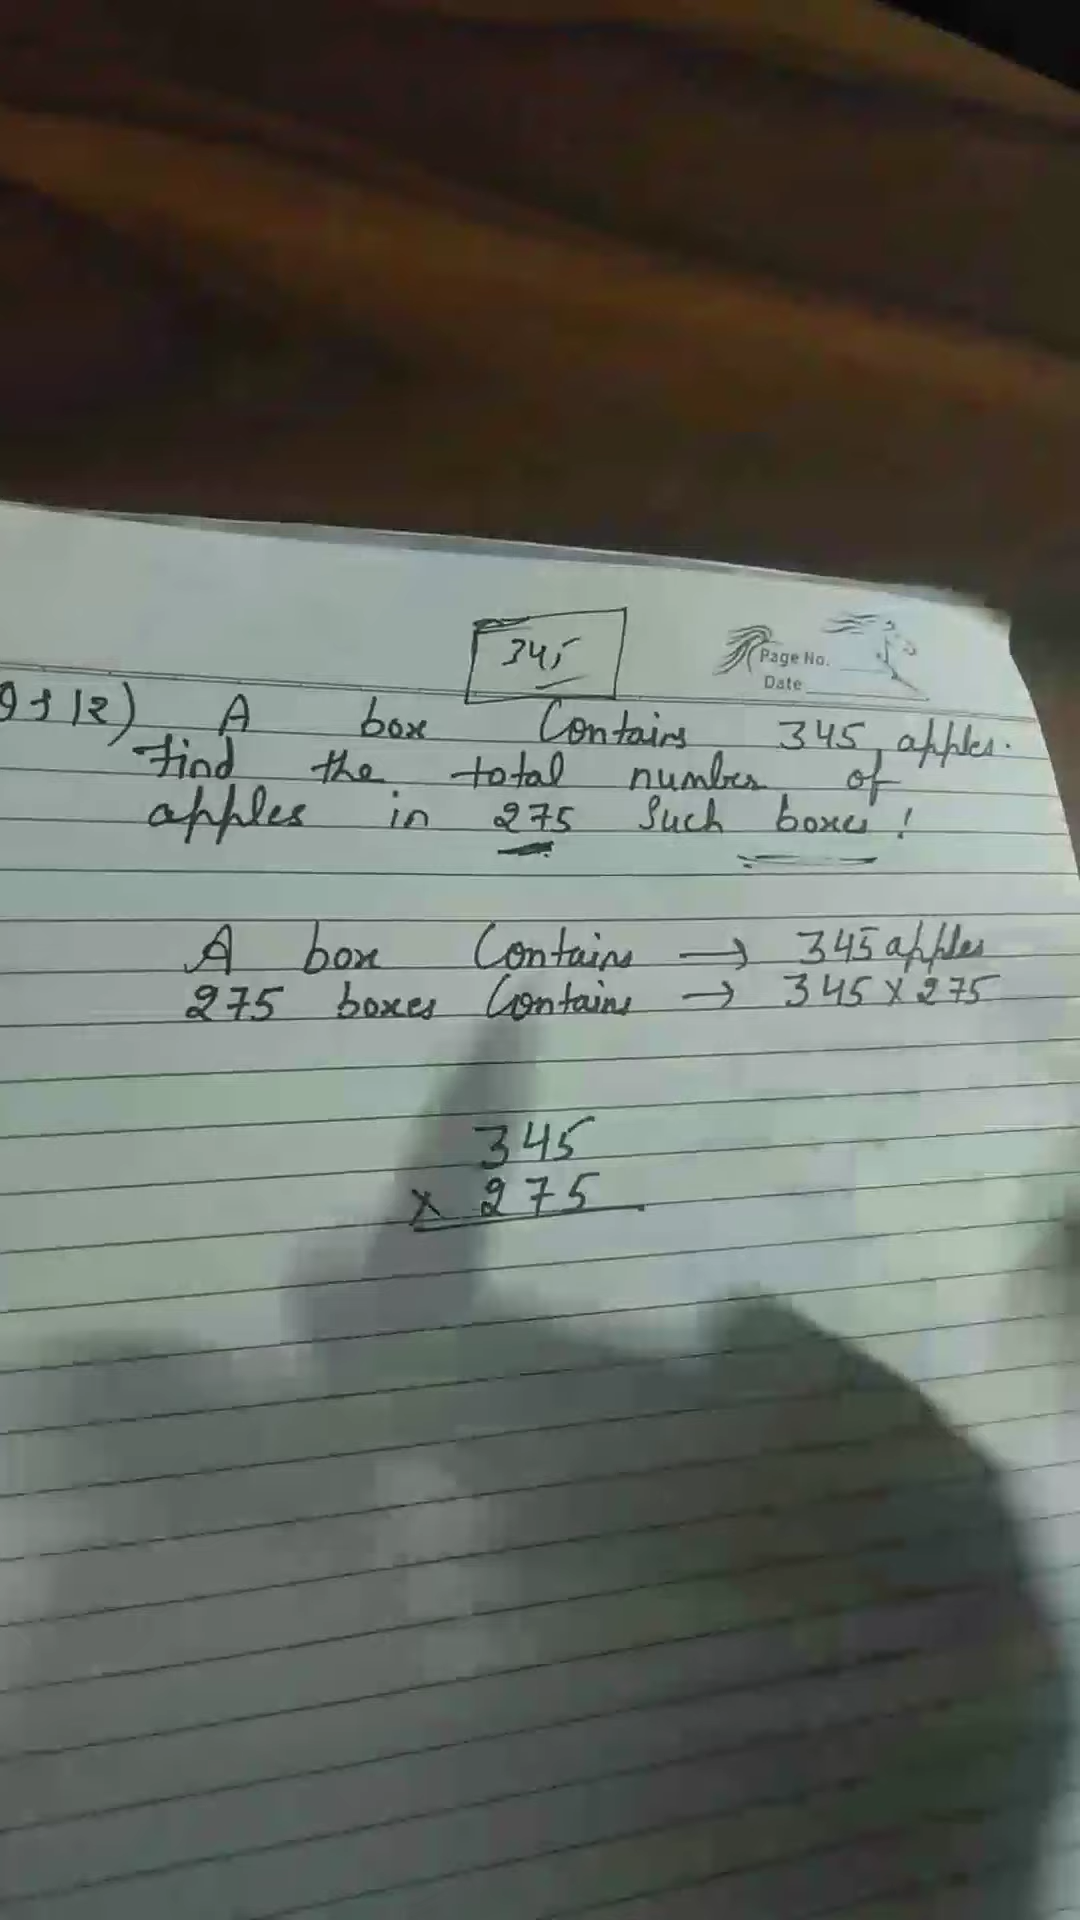 345
Page No.
Date
12) A box Contains 345 apples.
find the total number of
apples in 275 Such boxes!
A box Contains → 345 apples
275 boxes Contains → 345 x 275
345
x 275